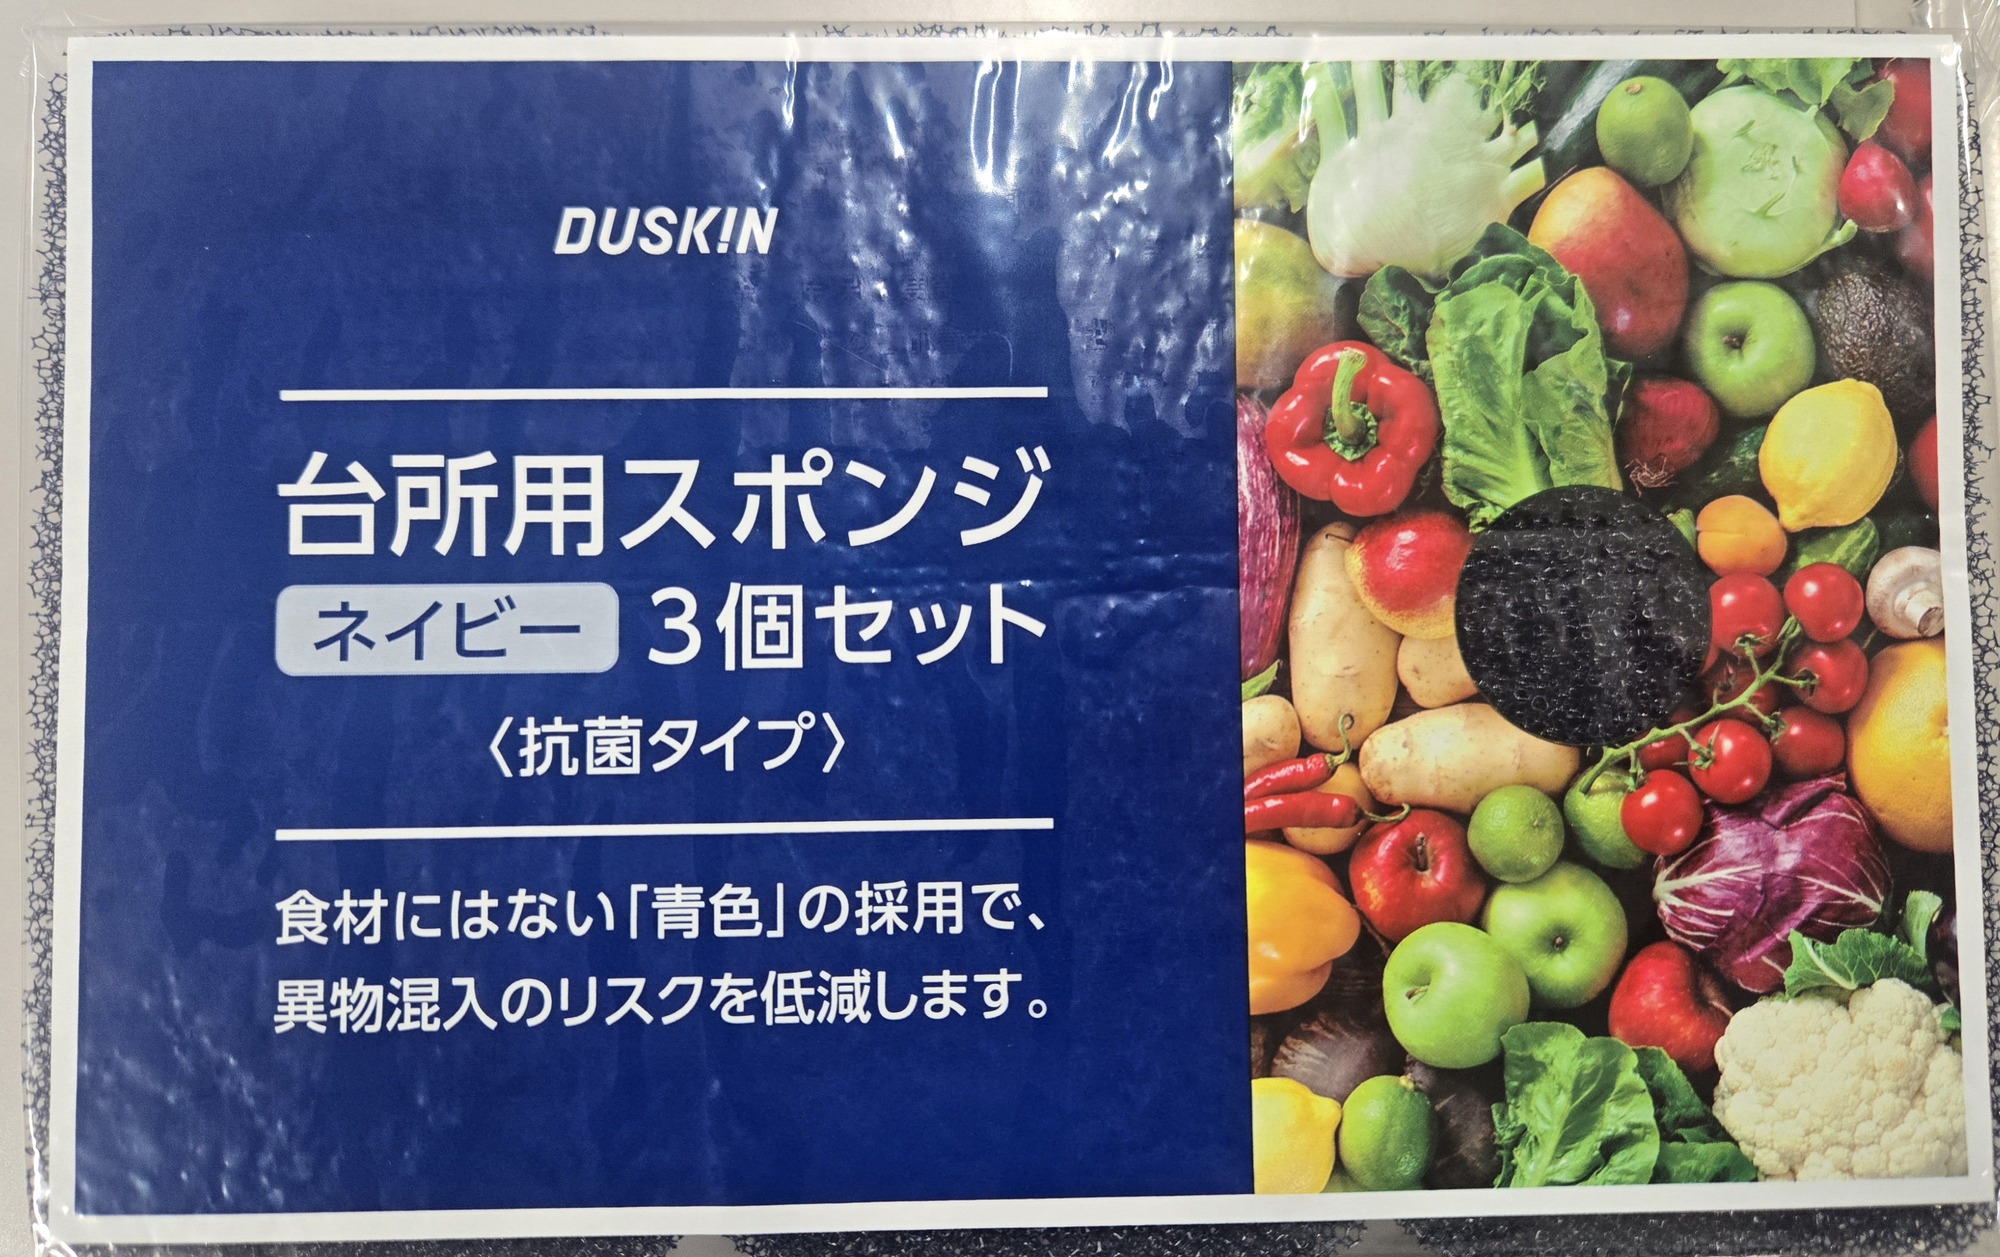 DUSK!N
台所用スポンジ
ネイビー 3個セット
〈抗菌タイプ〉
食材にはない「青色」の採用で、
異物混入のリスクを低減します。